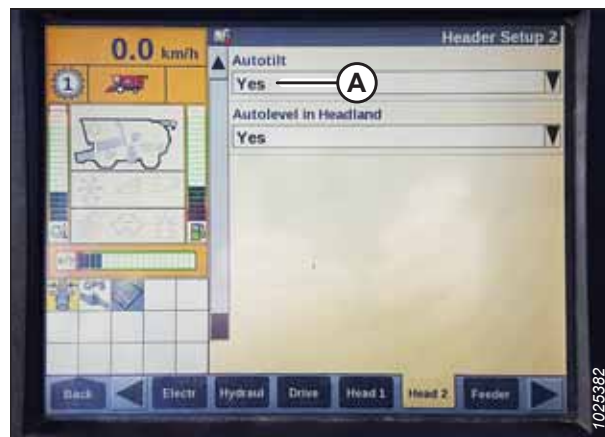 Header Setup 2
0.0 km/h
Autotilt
Yes
A
1
Autolevel in Headland
Yes
Back
Electr
Hydraul
Drive
Head 1
Head 2
Feeder
1025382